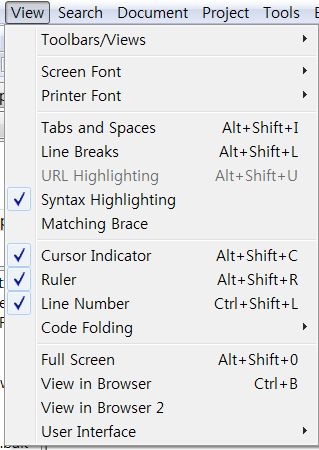 View Search Document Project Tools
Toolbars/Views
Screen Font
Printer Font
Tabs and Spaces Alt+Shift+I
Line Breaks Alt+Shift+L
URL Highlighting Alt+Shift+U
Syntax Highlighting
Matching Brace
Cursor Indicator Alt+Shift+C
Ruler Alt+Shift+R
Line Number Ctrl+Shift+L
Code Folding
Full Screen Alt+Shift+0
View in Browser Ctrl+B
View in Browser 2
User Interface